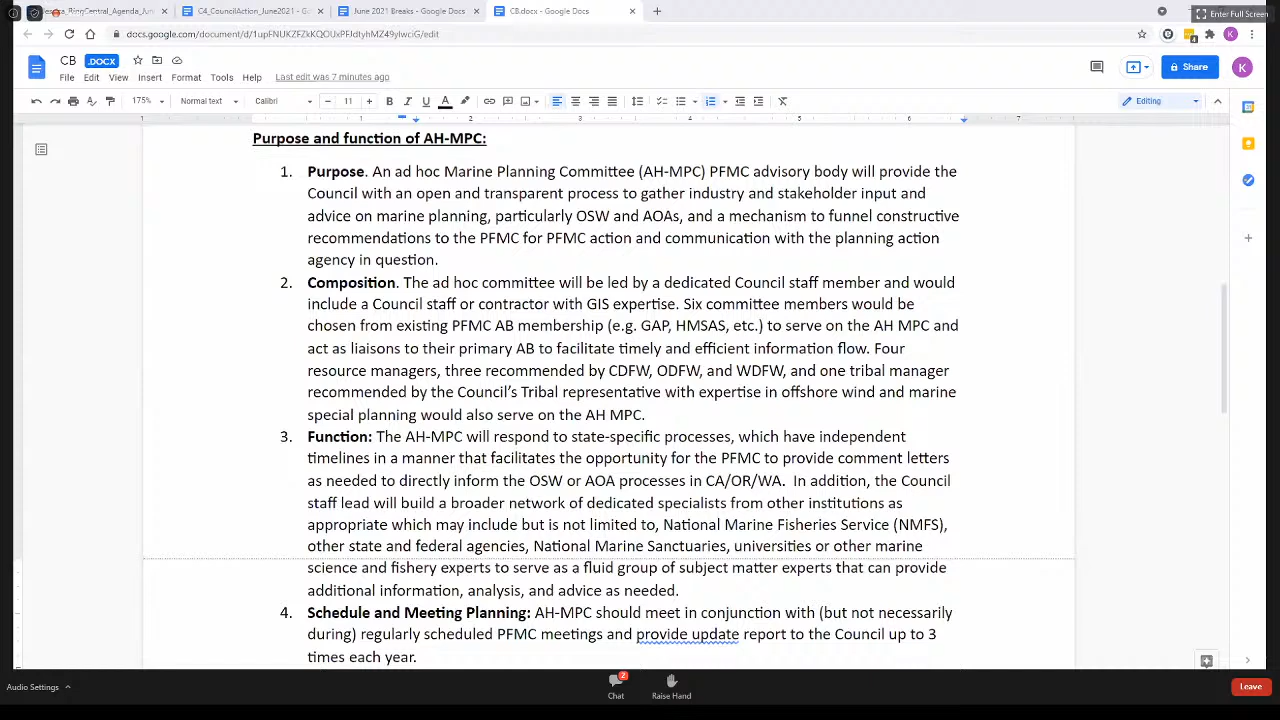 RingCentral_Agenda_Jun
C4_CouncilAction_June2021 - Go
June 2021 Breaks - Google Docs
CB.docx - Google Docs
Enter Full Screen
docs.google.com/document/d/1upFNUKZFZkKQOUxPFJdtyhMZ49ylwciG/edit
K
CB .DOCX
File Edit View Insert Format Tools Help Last edit was 7 minutes ago
Share
K
175% Normal text Calibri 11 B I U A Editing
1 1 2 3 4 5 6 7
Purpose and function of AH-MPC:
1. Purpose. An ad hoc Marine Planning Committee (AH-MPC) PFMC advisory body will provide the
Council with an open and transparent process to gather industry and stakeholder input and
advice on marine planning, particularly OSW and AOAs, and a mechanism to funnel constructive
recommendations to the PFMC for PFMC action and communication with the planning action
agency in question.
2. Composition. The ad hoc committee will be led by a dedicated Council staff member and would
include a Council staff or contractor with GIS expertise. Six committee members would be
chosen from existing PFMC AB membership (e.g. GAP, HMSAS, etc.) to serve on the AH MPC and
act as liaisons to their primary AB to facilitate timely and efficient information flow. Four
resource managers, three recommended by CDFW, ODFW, and WDFW, and one tribal manager
recommended by the Council's Tribal representative with expertise in offshore wind and marine
special planning would also serve on the AH MPC.
3. Function: The AH-MPC will respond to state-specific processes, which have independent
timelines in a manner that facilitates the opportunity for the PFMC to provide comment letters
as needed to directly inform the OSW or AOA processes in CA/OR/WA.  In addition, the Council
staff lead will build a broader network of dedicated specialists from other institutions as
appropriate which may include but is not limited to, National Marine Fisheries Service (NMFS),
other state and federal agencies, National Marine Sanctuaries, universities or other marine
science and fishery experts to serve as a fluid group of subject matter experts that can provide
additional information, analysis, and advice as needed.
4. Schedule and Meeting Planning: AH-MPC should meet in conjunction with (but not necessarily
during) regularly scheduled PFMC meetings and provide update report to the Council up to 3
times each year.
Audio Settings
2
Chat
Raise Hand
Leave